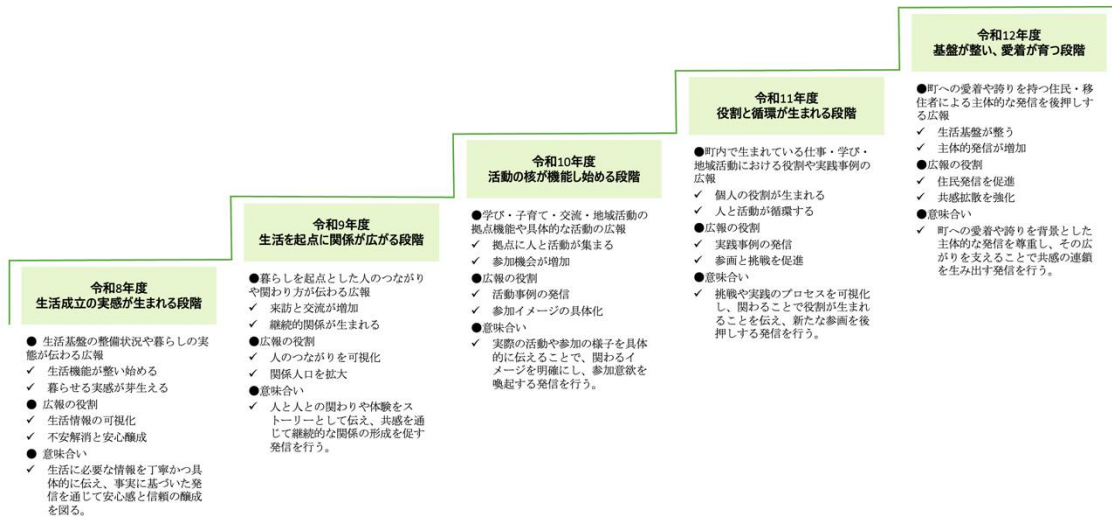 令和8年度
生活成立の実感が生まれる段階
● 生活基盤の整備状況や暮らしの実
態が伝わる広報
✓ 生活機能が整い始める
✓ 暮らせる実感が芽生える
● 広報の役割
✓ 生活情報の可視化
✓ 不安解消と安心醸成
● 意味合い
✓ 生活に必要な情報を丁寧かつ具
体的に伝え、事実に基づいた発
信を通じて安心感と信頼の醸成
を図る。
令和9年度
生活を起点に関係が広がる段階
●暮らしを起点とした人のつながり
や関わり方が伝わる広報
✓ 来訪と交流が増加
✓ 継続的関係が生まれる
●広報の役割
✓ 人のつながりを可視化
✓ 関係人口を拡大
●意味合い
✓ 人と人との関わりや体験をス
トーリーとして伝え、共感を通
じて継続的な関係の形成を促す
発信を行う。
令和10年度
活動の核が機能し始める段階
●学び・子育て・交流・地域活動の
拠点機能や具体的な活動の広報
✓ 拠点に人と活動が集まる
✓ 参加機会が増加
●広報の役割
✓ 活動事例の発信
✓ 参加イメージの具体化
●意味合い
✓ 実際の活動や参加の様子を具体
的に伝えることで、関わるイ
メージを明確にし、参加意欲を
喚起する発信を行う。
令和11年度
役割と循環が生まれる段階
●町内で生まれている仕事・学び・
地域活動における役割や実践事例の
広報
✓ 個人の役割が生まれる
✓ 人と活動が循環する
●広報の役割
✓ 実践事例の発信
✓ 参画と挑戦を促進
●意味合い
✓ 挑戦や実践のプロセスを可視化
し、関わることで役割が生まれ
ることを伝え、新たな参画を後
押しする発信を行う。
令和12年度
基盤が整い、愛着が育つ段階
●町への愛着や誇りを持つ住民・移
住者による主体的な発信を後押しす
る広報
✓ 生活基盤が整う
✓ 主体的発信が増加
●広報の役割
✓ 住民発信を促進
✓ 共感拡散を強化
●意味合い
✓ 町への愛着や誇りを背景とした
主体的な発信を尊重し、その広
がりを支えることで共感の連鎖
を生み出す発信を行う。